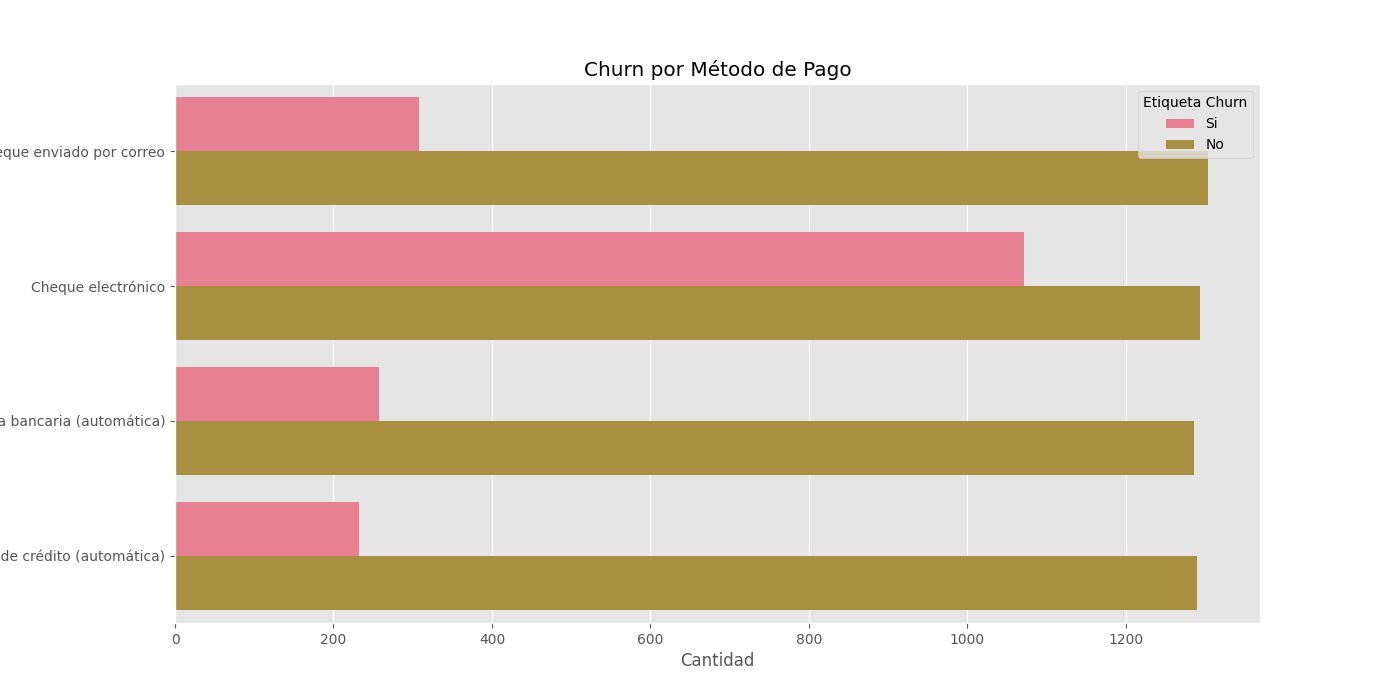 Churn por Método de Pago
Etiqueta Churn
Si
No
eque enviado por correo
Cheque electrónico
a bancaria (automática)
de crédito (automática)
0 200 400 600 800 1000 1200
Cantidad